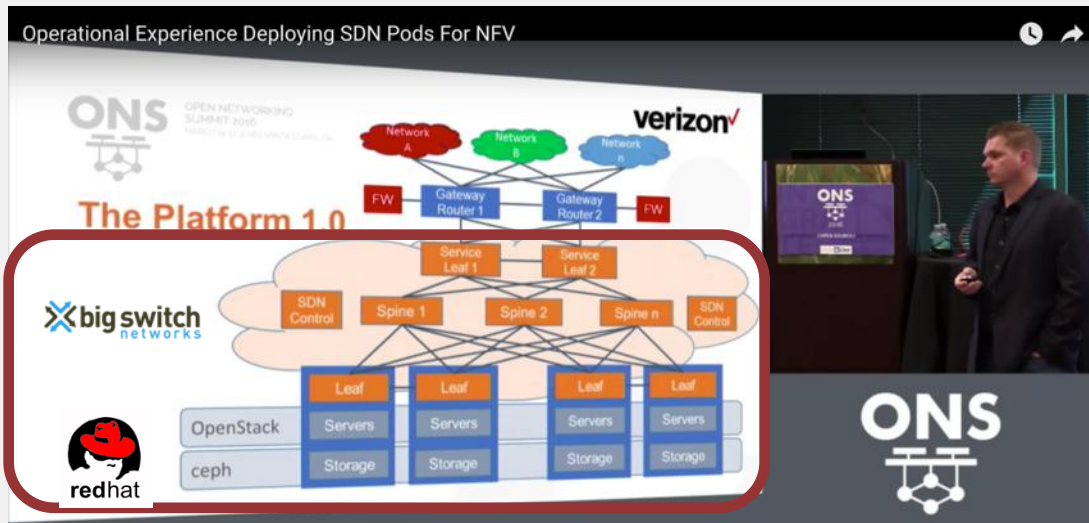 Operational Experience Deploying SDN Pods For NFV
ONS
OPEN NETWORKING
SUMMIT 2016
verizon
Network
A
Network
B
Network
n
FW
Gateway
Router 1
Gateway
Router 2
FW
The Platform 1.0
Service
Leaf 1
Service
Leaf 2
SDN
Control
Spine 1
Spine 2
Spine n
SDN
Control
big switch
networks
Leaf
Leaf
Leaf
Leaf
OpenStack
Servers
Servers
Servers
Servers
ceph
Storage
Storage
Storage
Storage
redhat
ONS
ONS